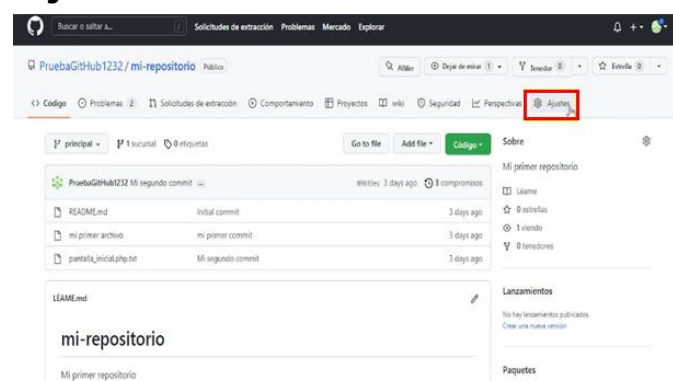 Buscar o saltar a... / Solicitudes de extracción Problemas Mercado Explorar
PruebaGitHub1232 / mi-repositorio Público Alfiler Dejar de mirar 1 Tenedor 0 Estrella 0
Código Problemas 2 Solicitudes de extracción Comportamiento Proyectos wiki Seguridad Perspectivas Ajustes
principal 1 sucursal 0 etiquetas Go to file Add file Código
PruebaGitHub1232 Mi segundo commit ... 3 days ago 3 compromisos
README.md Initial commit 3 days ago
mi primer archivo mi primer commit 3 days ago
pantalla_inicial.php.txt Mi segundo commit 3 days ago
LÉAME.md
mi-repositorio
Mi primer repositorio
Sobre
Mi primer repositorio
Léame
0 estrellas
1 viendo
0 tenedores
Lanzamientos
No hay lanzamientos publicados
Crear una nueva versión
Paquetes